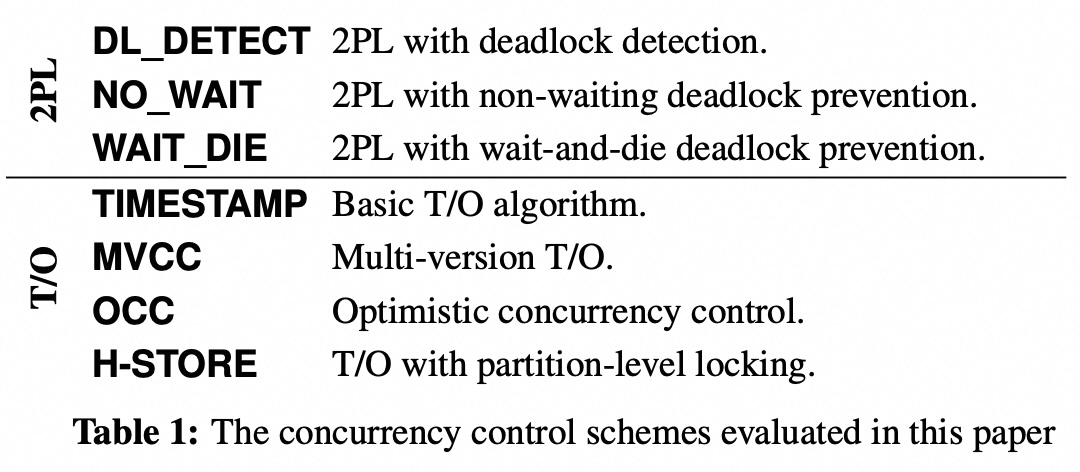 2PL
DL_DETECT 2PL with deadlock detection.
NO_WAIT 2PL with non-waiting deadlock prevention.
WAIT_DIE 2PL with wait-and-die deadlock prevention.
T/O
TIMESTAMP Basic T/O algorithm.
MVCC Multi-version T/O.
OCC Optimistic concurrency control.
H-STORE T/O with partition-level locking.
Table 1: The concurrency control schemes evaluated in this paper